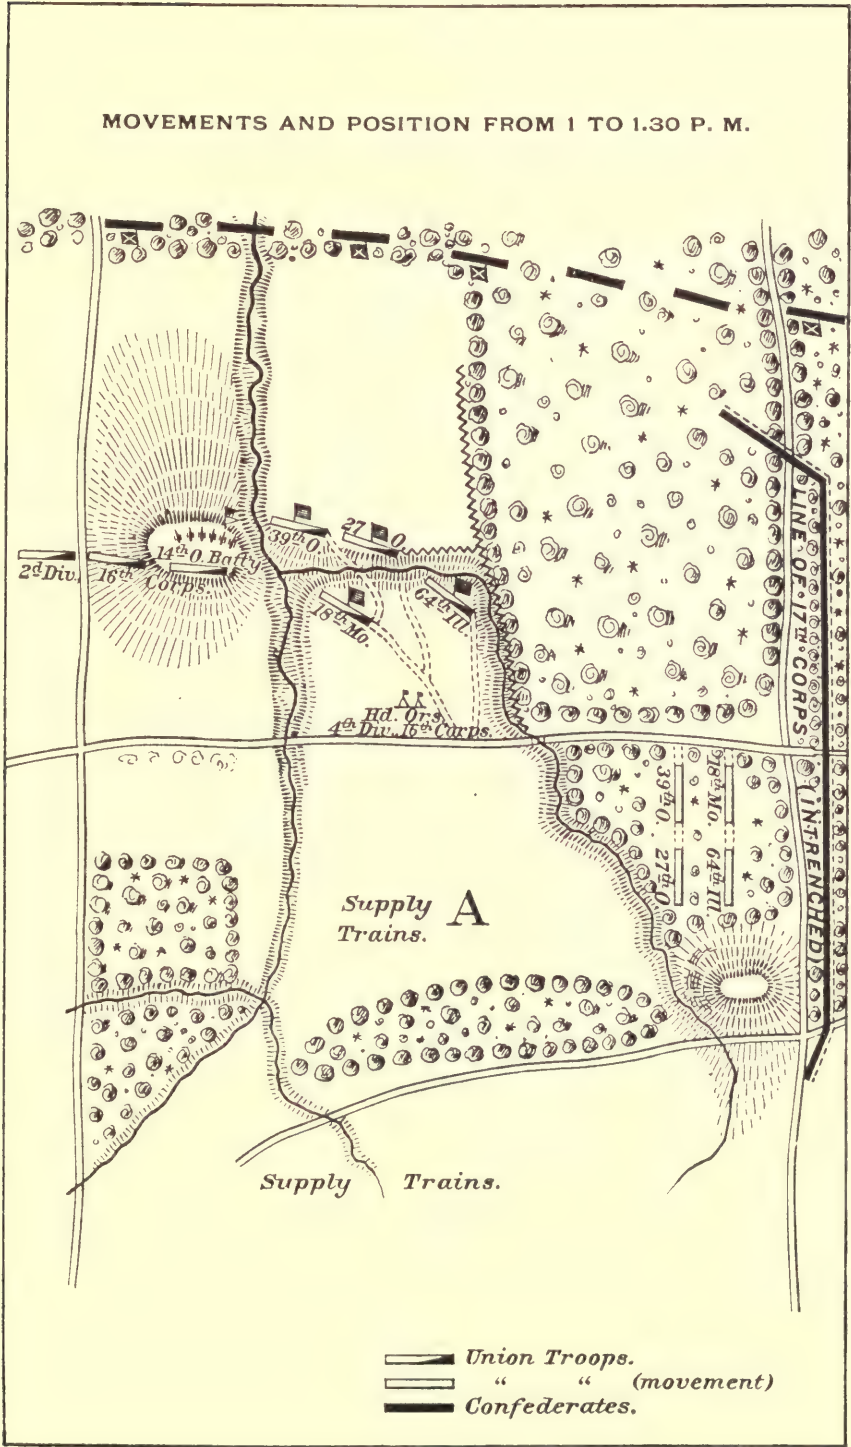 MOVEMENTS AND POSITION FROM 1 TO 1.30 P. M.
39th O.
27 O.
2d Div.
16th Corps.
14th O. Batty
18th Mo.
64th Ill.
Hd. Qrs.
4th Div. 16th Corps.
LINE OF 17TH CORPS (INTRENCHED)
39th O.
27th O
18th Mo.
64th Ill.
Supply
Trains.
A
Supply Trains.
Union Troops.
“ “ (movement)
Confederates.